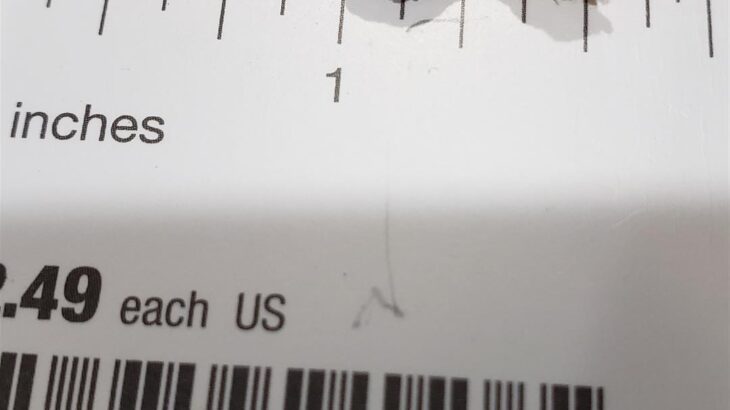 1
inches
.49 each US